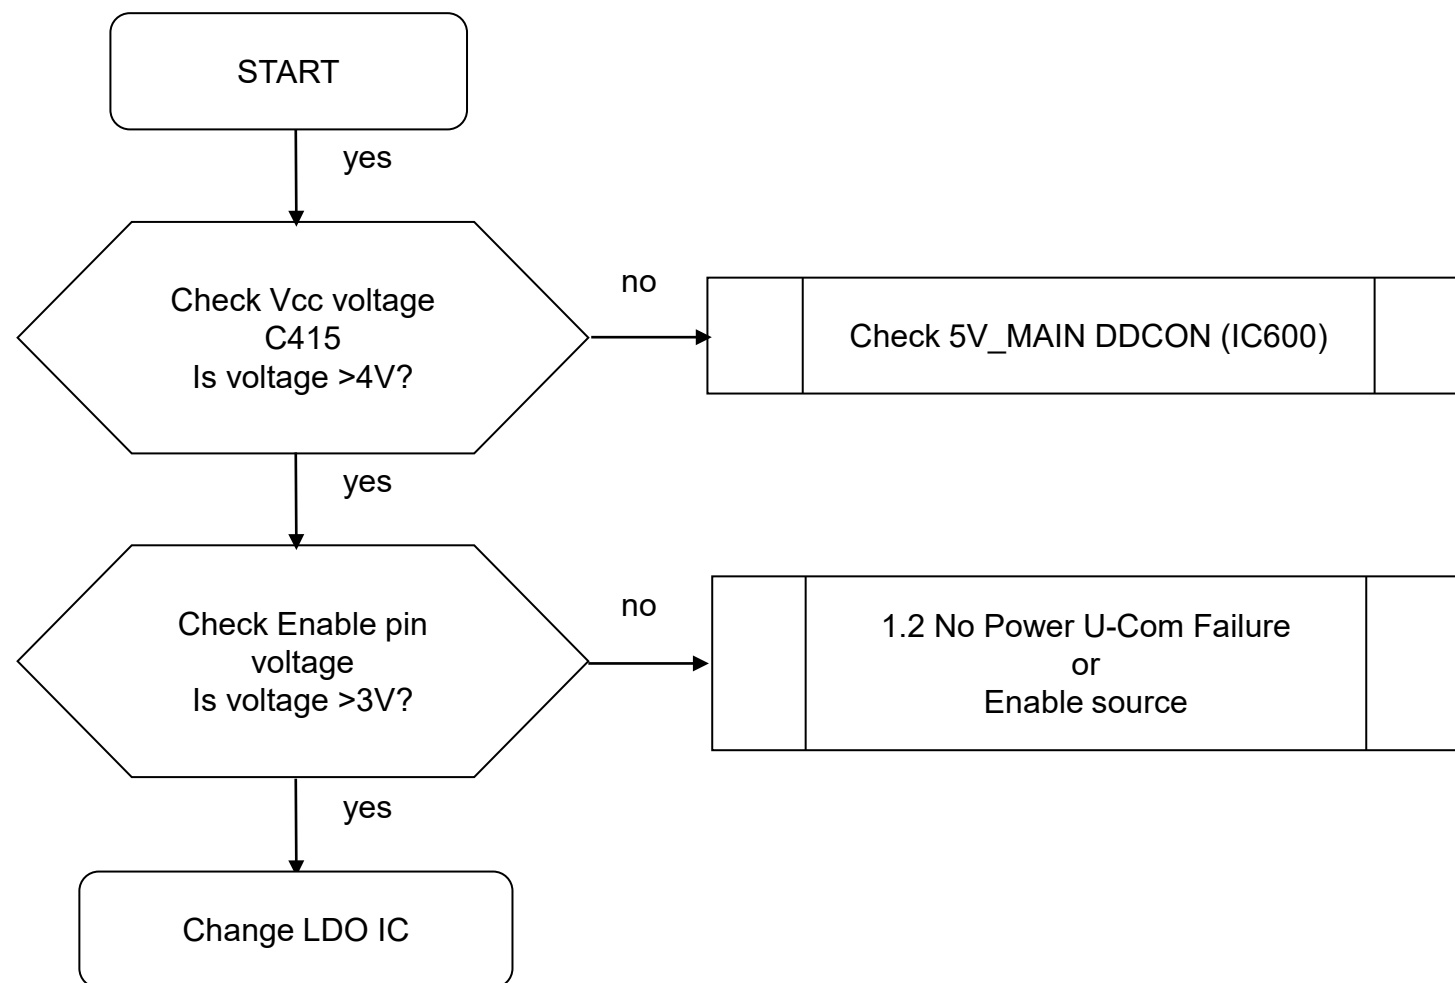 START
yes
Check Vcc voltage
C415
Is voltage >4V?
no
Check 5V_MAIN DDCON (IC600)
yes
Check Enable pin
voltage
Is voltage >3V?
no
1.2 No Power U-Com Failure
or
Enable source
yes
Change LDO IC